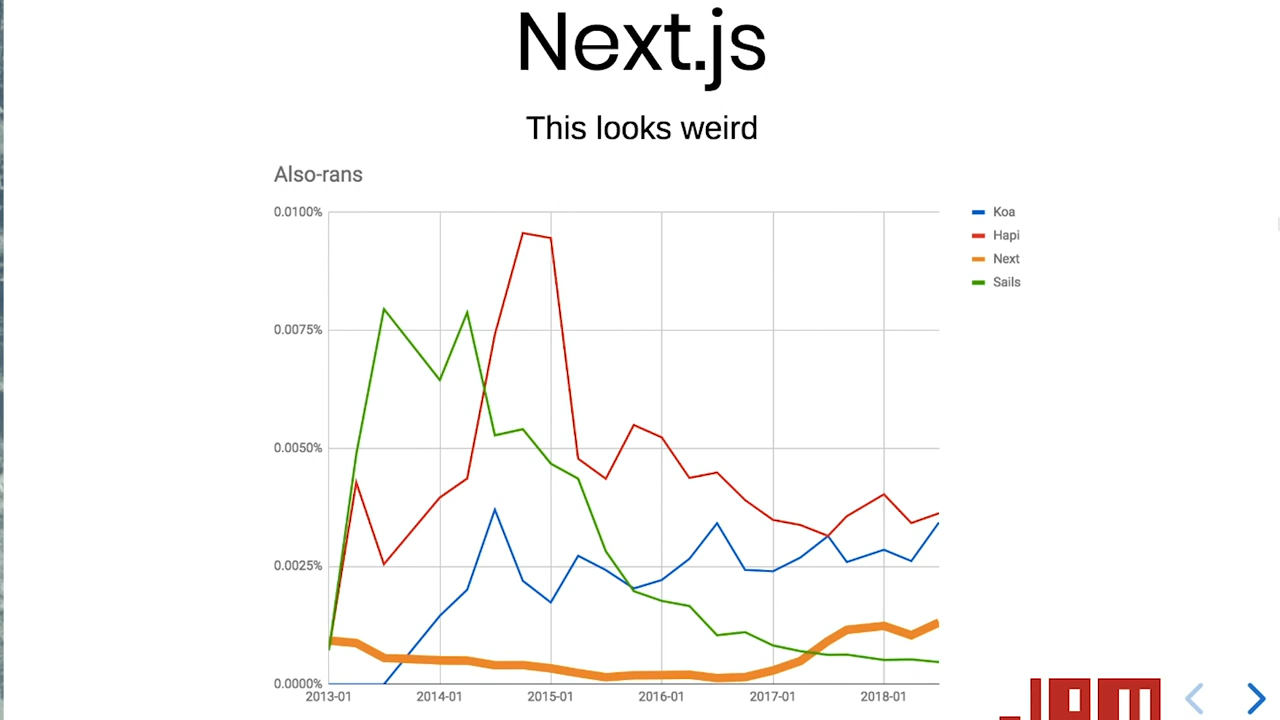 Next.js
This looks weird
Also-rans
0.0100%
0.0075%
0.0050%
0.0025%
0.0000%
2013-01 2014-01 2015-01 2016-01 2017-01 2018-01
Koa
Hapi
Next
Sails